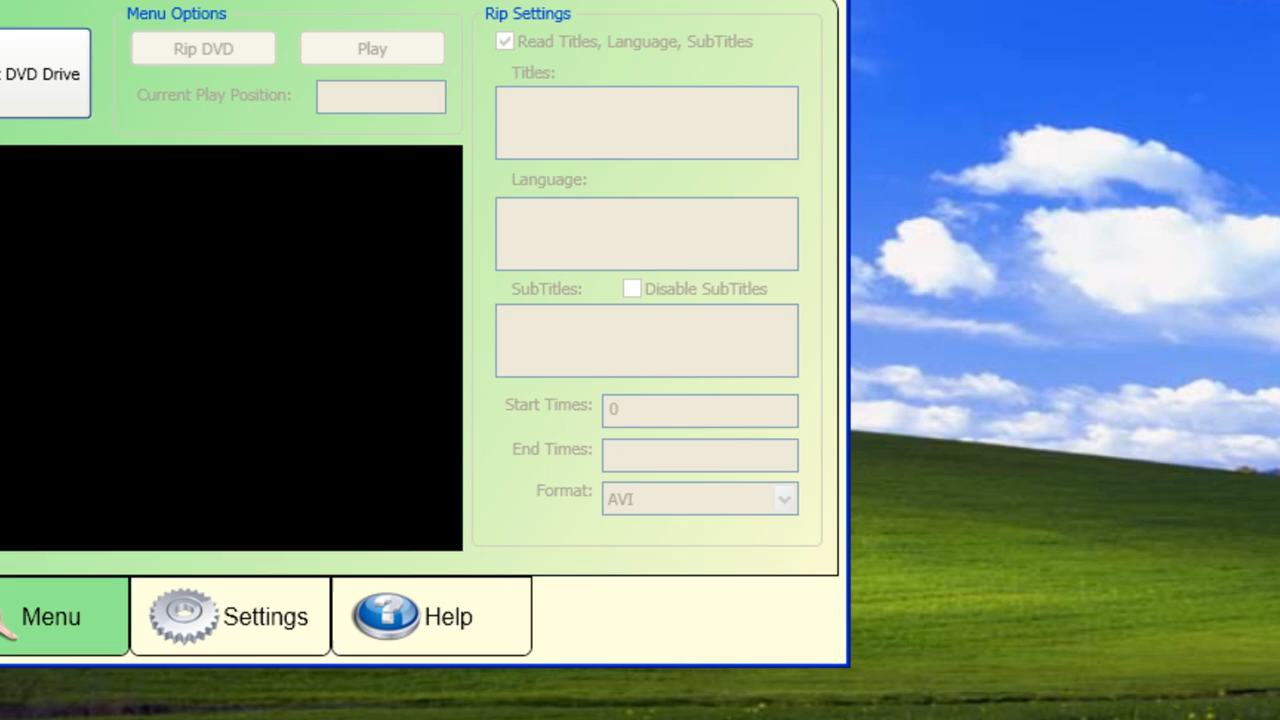 Menu Options
Rip DVD
Play
Current Play Position:
DVD Drive
Rip Settings
Read Titles, Language, SubTitles
Titles:
Language:
SubTitles:
Disable SubTitles
Start Times:
0
End Times:
Format:
AVI
Menu
Settings
Help